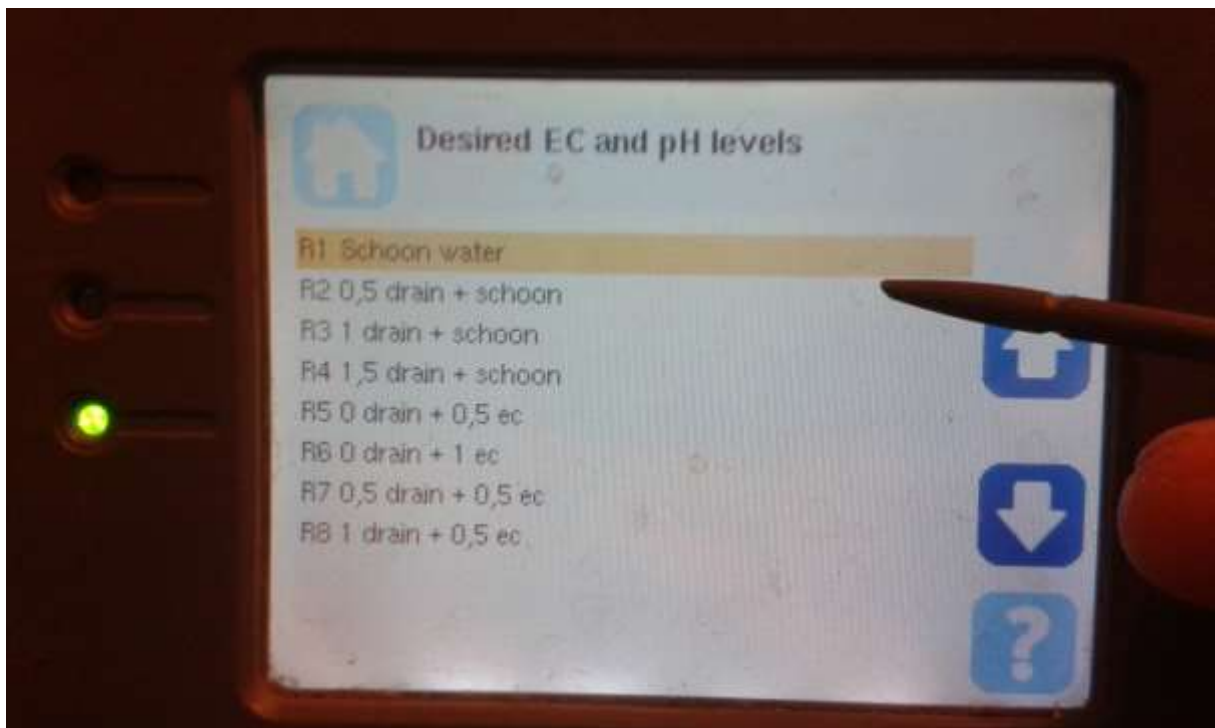 Desired EC and pH levels
R1 Schoon water
R2 0,5 drain + schoon
R3 1 drain + schoon
R4 1,5 drain + schoon
R5 0 drain + 0,5 ec
R6 0 drain + 1 ec
R7 0,5 drain + 0,5 ec
R8 1 drain + 0,5 ec
?